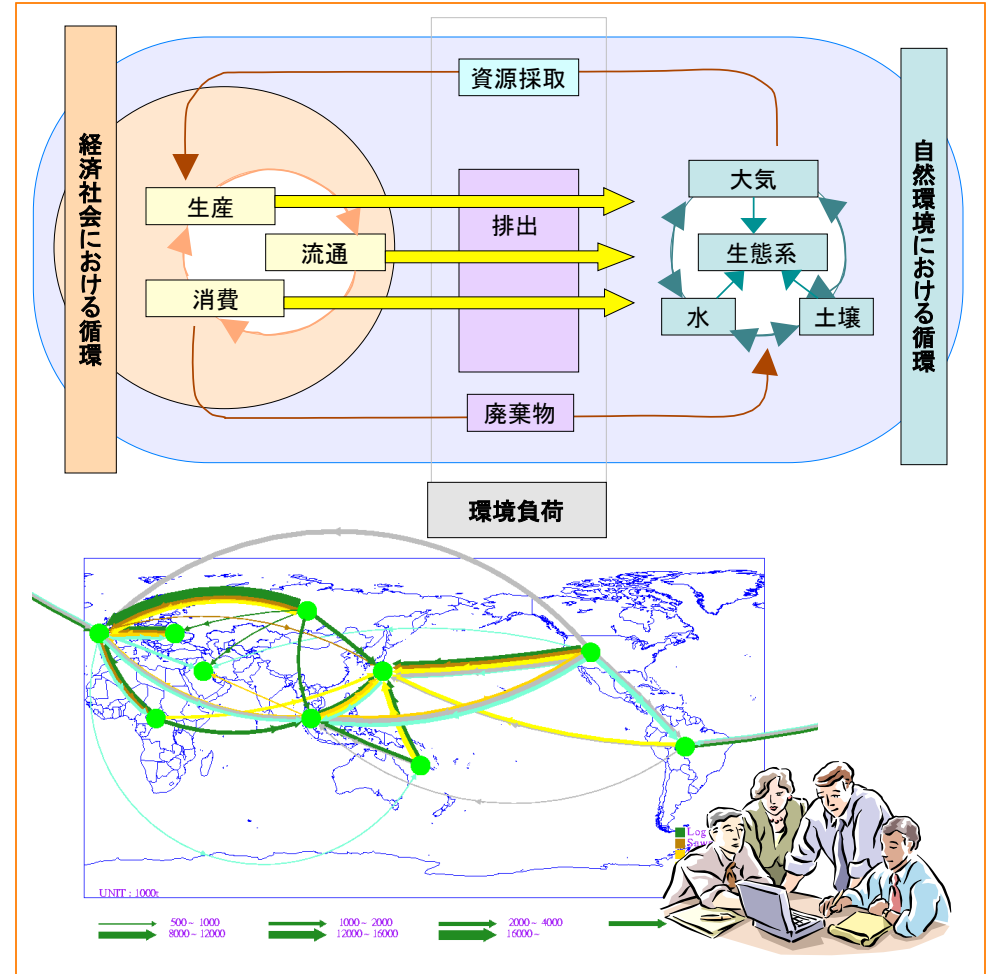 資源採取
経済社会における循環
自然環境における循環
大気
生産
排出
流通
生態系
消費
水
土壌
廃棄物
環境負荷
Log
UNIT : 1000t
500~ 1000
1000~ 2000
2000~ 4000
8000~ 12000
12000~ 16000
16000~